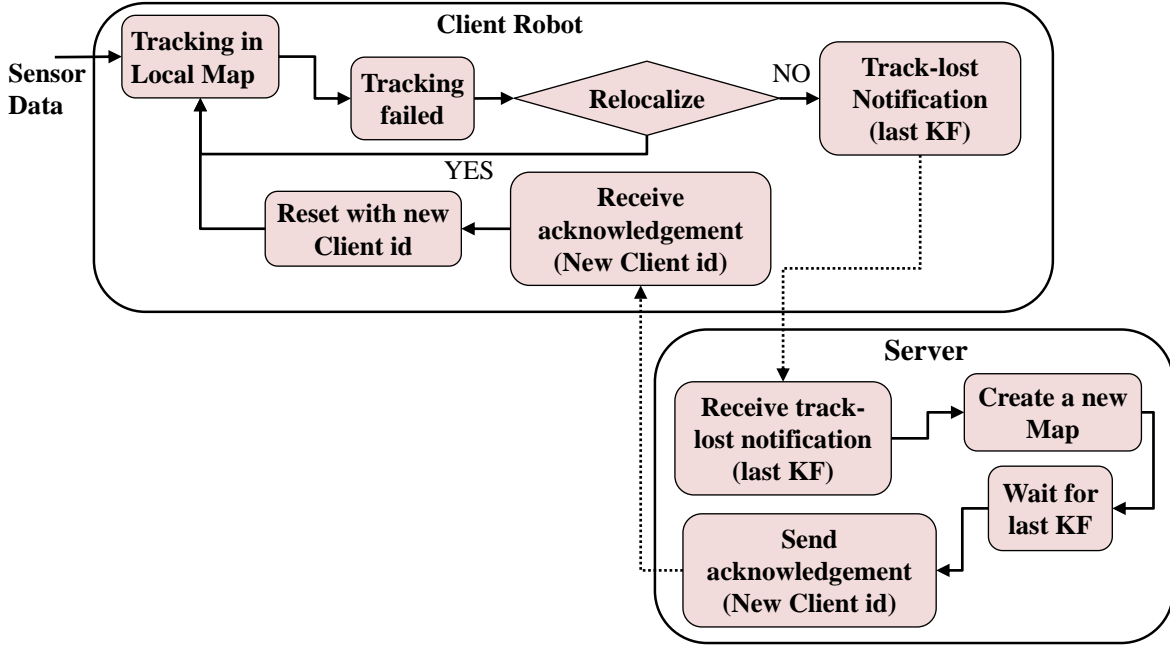 Client Robot
Sensor
Data
Tracking in
Local Map
Tracking
failed
Relocalize
NO
Track-lost
Notification
(last KF)
YES
Reset with new
Client id
Receive
acknowledgement
(New Client id)
Server
Receive track-
lost notification
(last KF)
Create a new
Map
Wait for
last KF
Send
acknowledgement
(New Client id)